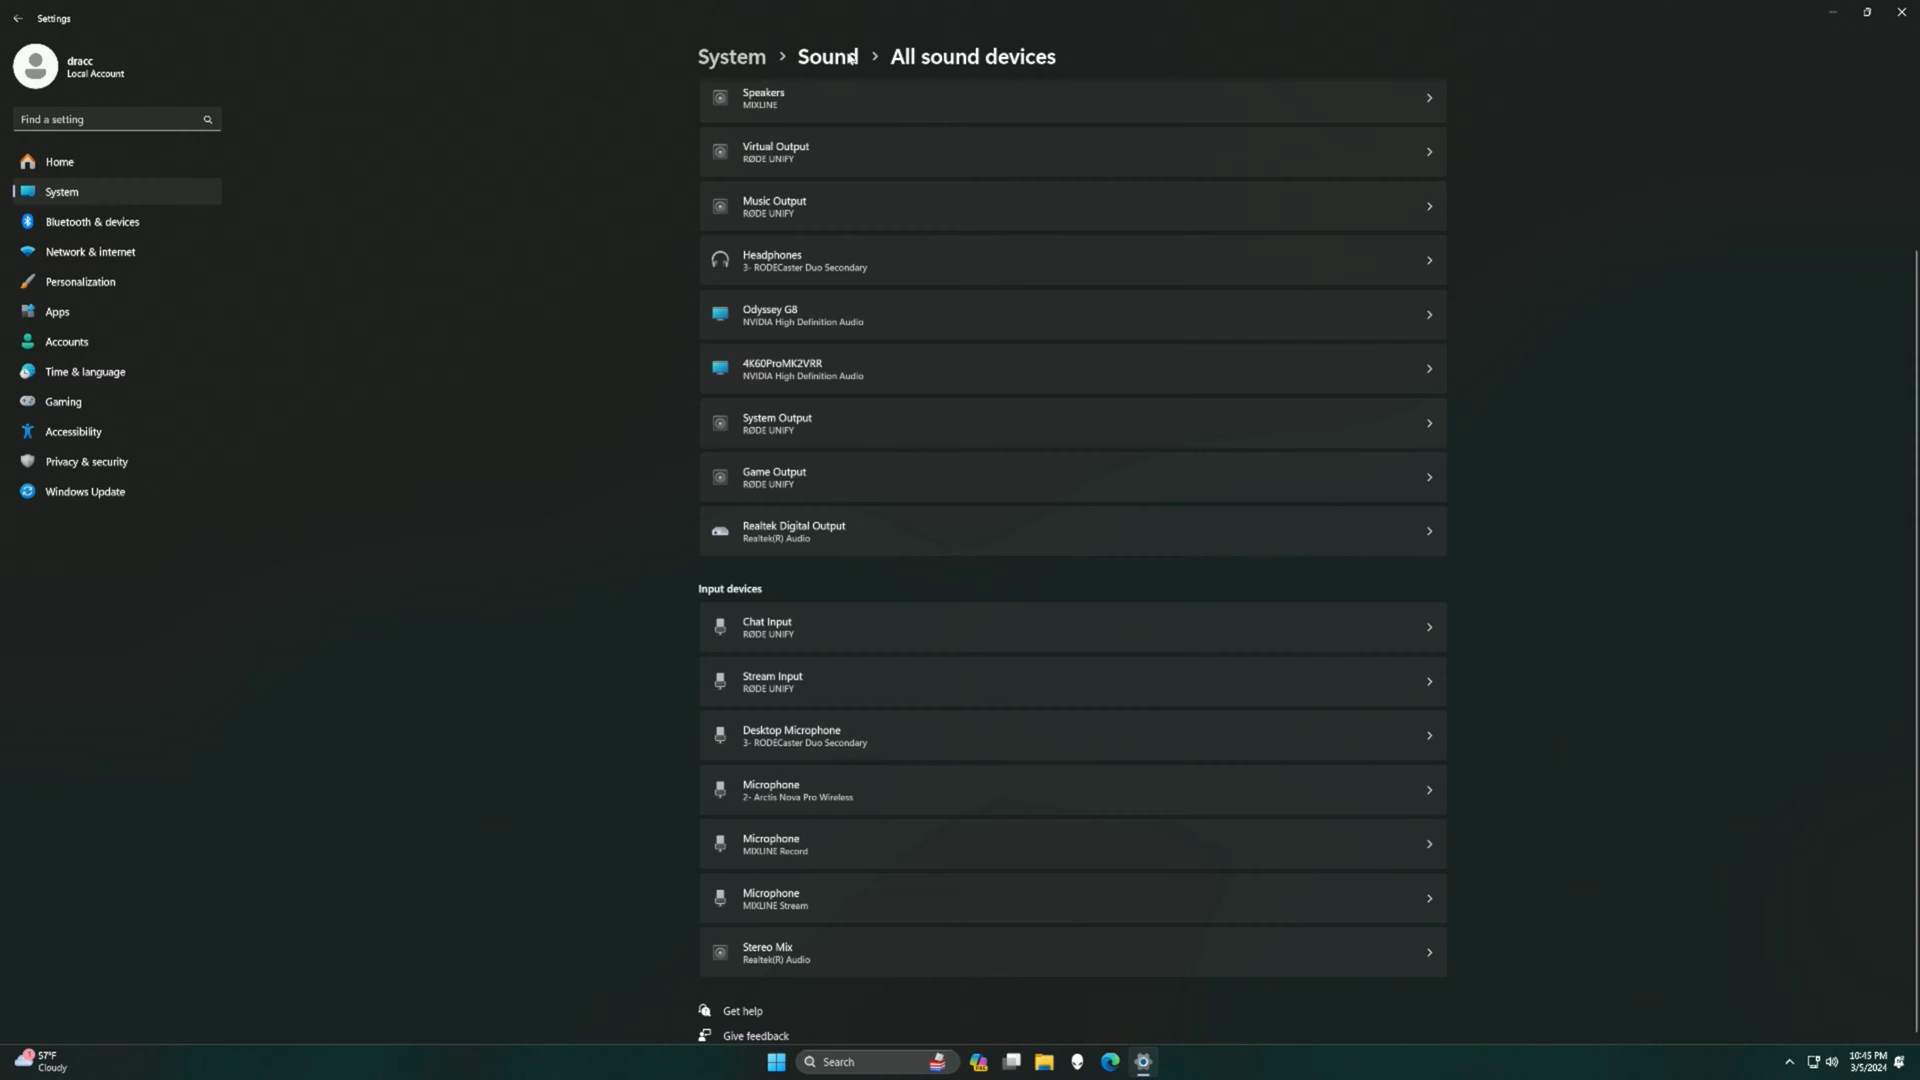 Settings
dracc
Local Account
Find a setting
Home
System
Bluetooth & devices
Network & internet
Personalization
Apps
Accounts
Time & language
Gaming
Accessibility
Privacy & security
Windows Update
System > Sound > All sound devices
Speakers
MIXLINE
Virtual Output
RØDE UNIFY
Music Output
RØDE UNIFY
Headphones
3- RODECaster Duo Secondary
Odyssey G8
NVIDIA High Definition Audio
4K60ProMK2VRR
NVIDIA High Definition Audio
System Output
RØDE UNIFY
Game Output
RØDE UNIFY
Realtek Digital Output
Realtek(R) Audio
Input devices
Chat Input
RØDE UNIFY
Stream Input
RØDE UNIFY
Desktop Microphone
3- RODECaster Duo Secondary
Microphone
2- Arctis Nova Pro Wireless
Microphone
MIXLINE Record
Microphone
MIXLINE Stream
Stereo Mix
Realtek(R) Audio
Get help
Give feedback
57°F
Cloudy
Search
10:45 PM
3/5/2024